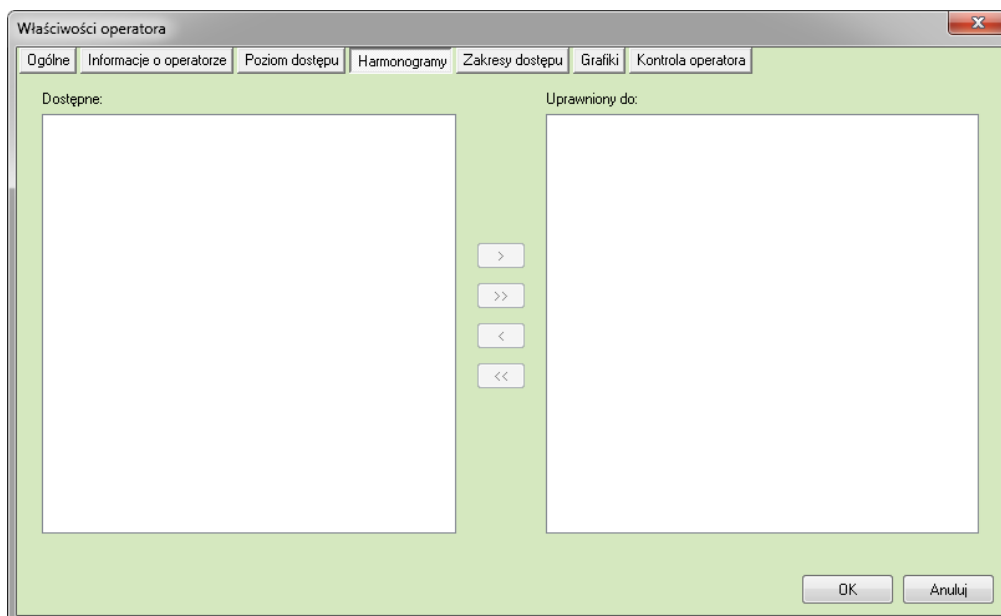 Właściwości operatora
Ogólne Informacje o operatorze Poziom dostępu Harmonogramy Zakresy dostępu Grafiki Kontrola operatora
Dostępne: Uprawniony do:
>
>>
<
<<
OK Anuluj